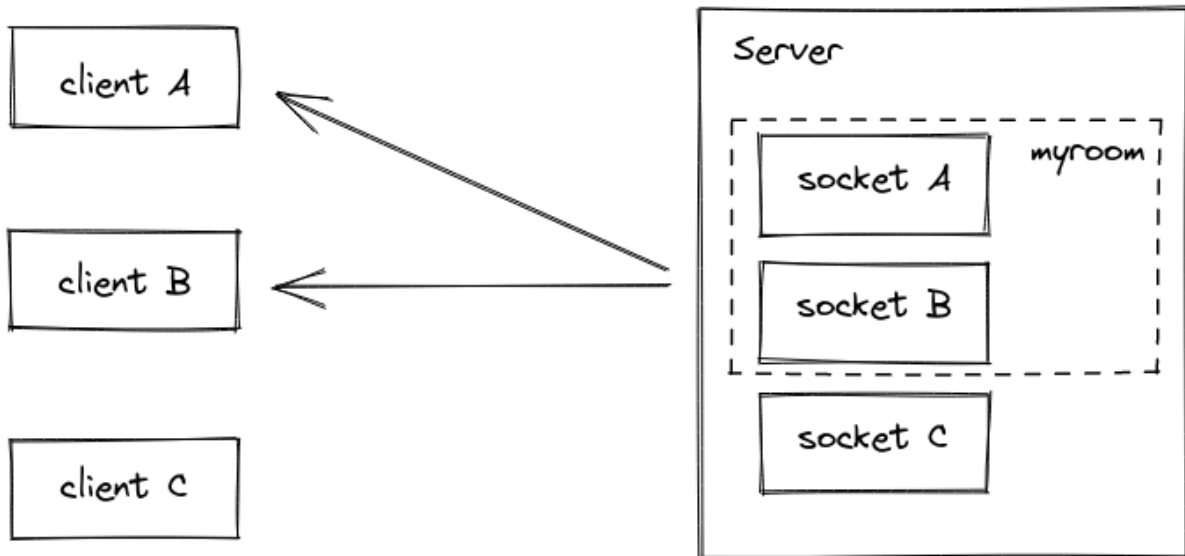 client A
client B
client C
Server
myroom
socket A
socket B
socket C